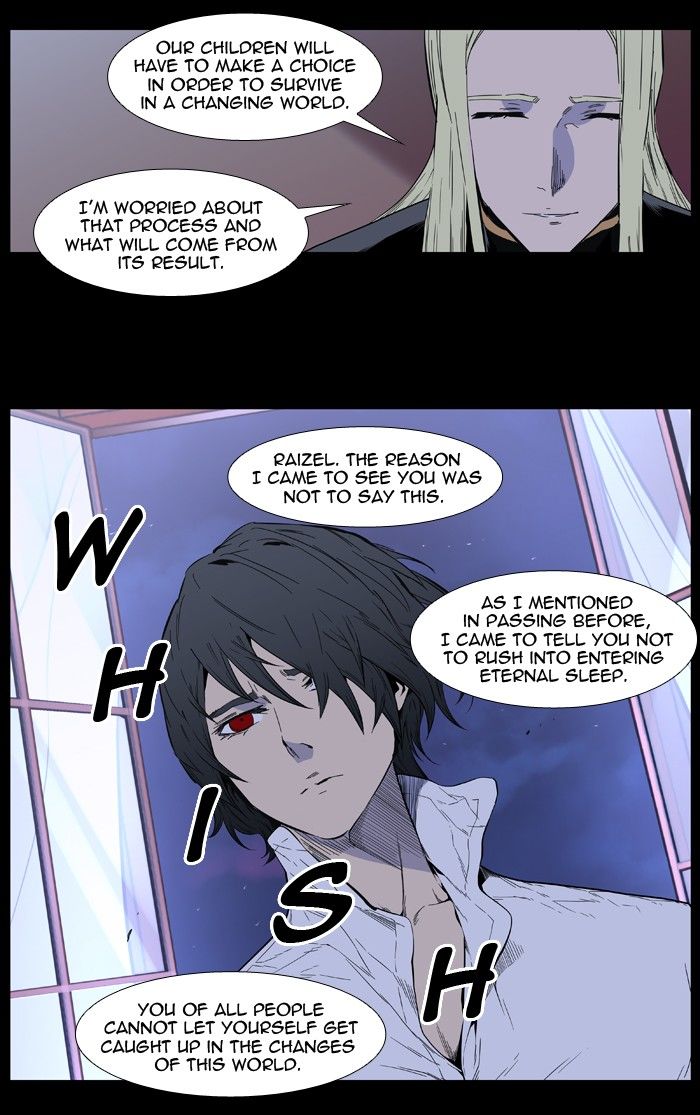 OUR CHILDREN WILL
HAVE TO MAKE A CHOICE
IN ORDER TO SURVIVE
IN A CHANGING WORLD.
I'M WORRIED ABOUT
THAT PROCESS AND
WHAT WILL COME FROM
ITS RESULT.
RAIZEL. THE REASON
I CAME TO SEE YOU WAS
NOT TO SAY THIS.
AS I MENTIONED
IN PASSING BEFORE,
I CAME TO TELL YOU NOT
TO RUSH INTO ENTERING
ETERNAL SLEEP.
WHISH
YOU OF ALL PEOPLE
CANNOT LET YOURSELF GET
CAUGHT UP IN THE CHANGES
OF THIS WORLD.